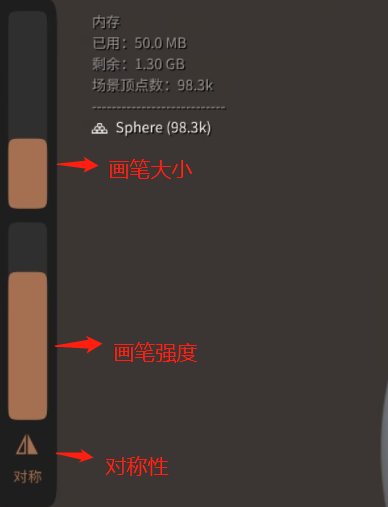 内存
已用：50.0 MB
剩余：1.30 GB
场景顶点数：98.3k
---------------------------
Sphere (98.3k)
画笔大小
画笔强度
对称性
对称